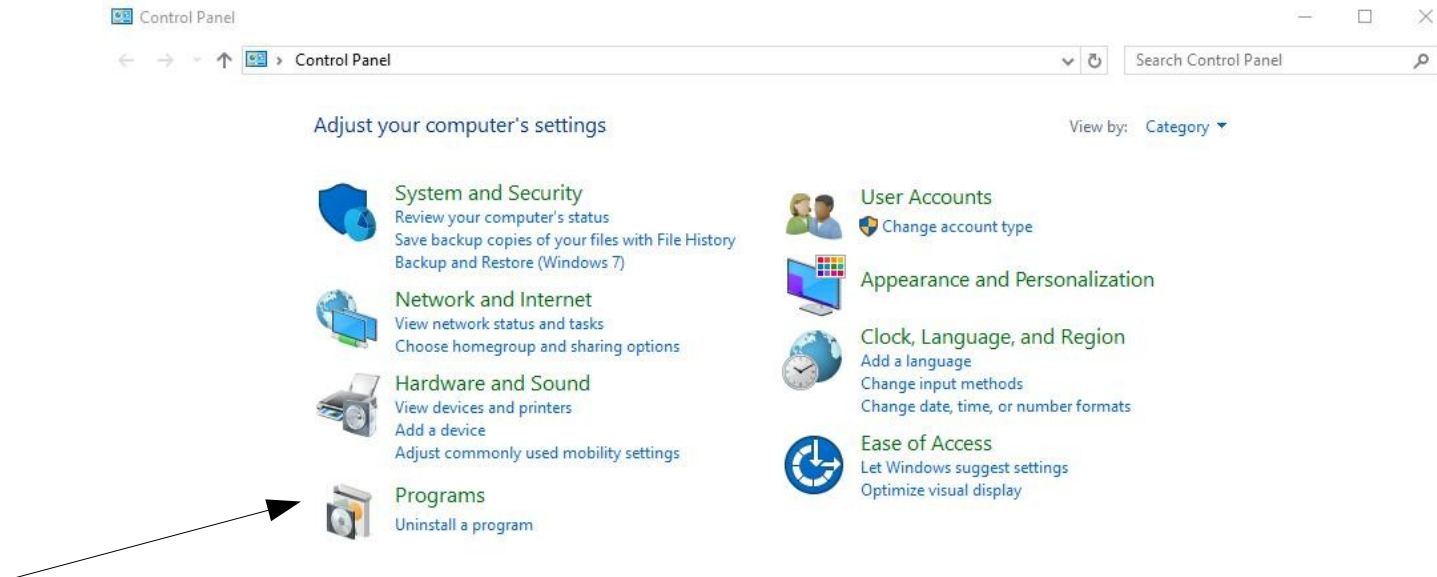 Control Panel
Control Panel
Search Control Panel
Adjust your computer's settings
View by: Category
System and Security
Review your computer's status
Save backup copies of your files with File History
Backup and Restore (Windows 7)
Network and Internet
View network status and tasks
Choose homegroup and sharing options
Hardware and Sound
View devices and printers
Add a device
Adjust commonly used mobility settings
Programs
Uninstall a program
User Accounts
Change account type
Appearance and Personalization
Clock, Language, and Region
Add a language
Change input methods
Change date, time, or number formats
Ease of Access
Let Windows suggest settings
Optimize visual display